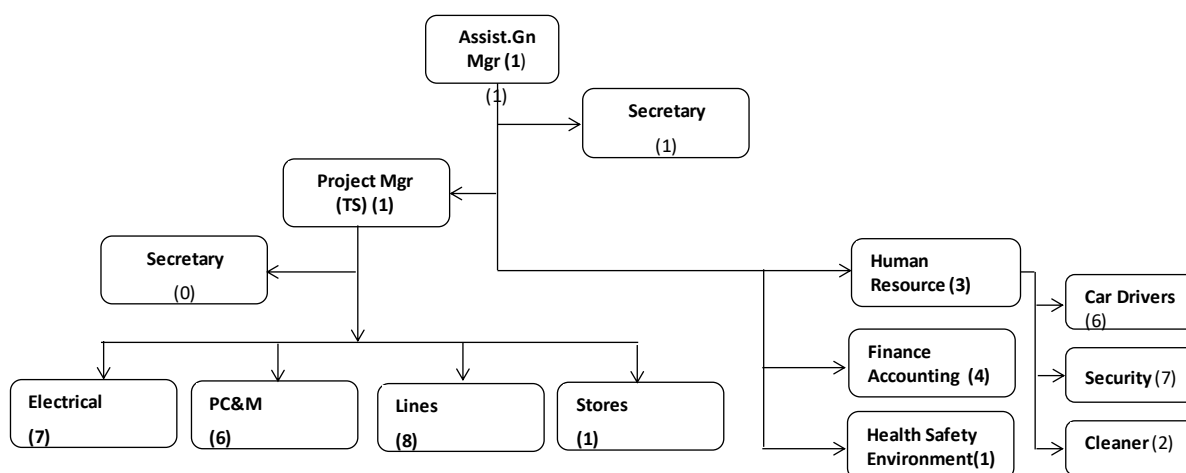 Assist.Gn
Mgr (1)
(1)
Secretary
(1)
Project Mgr
(TS) (1)
Secretary
(0)
Human
Resource (3)
Car Drivers
(6)
Finance
Accounting (4)
Security (7)
Electrical
(7)
PC&M
(6)
Lines
(8)
Stores
(1)
Health Safety
Environment(1)
Cleaner (2)